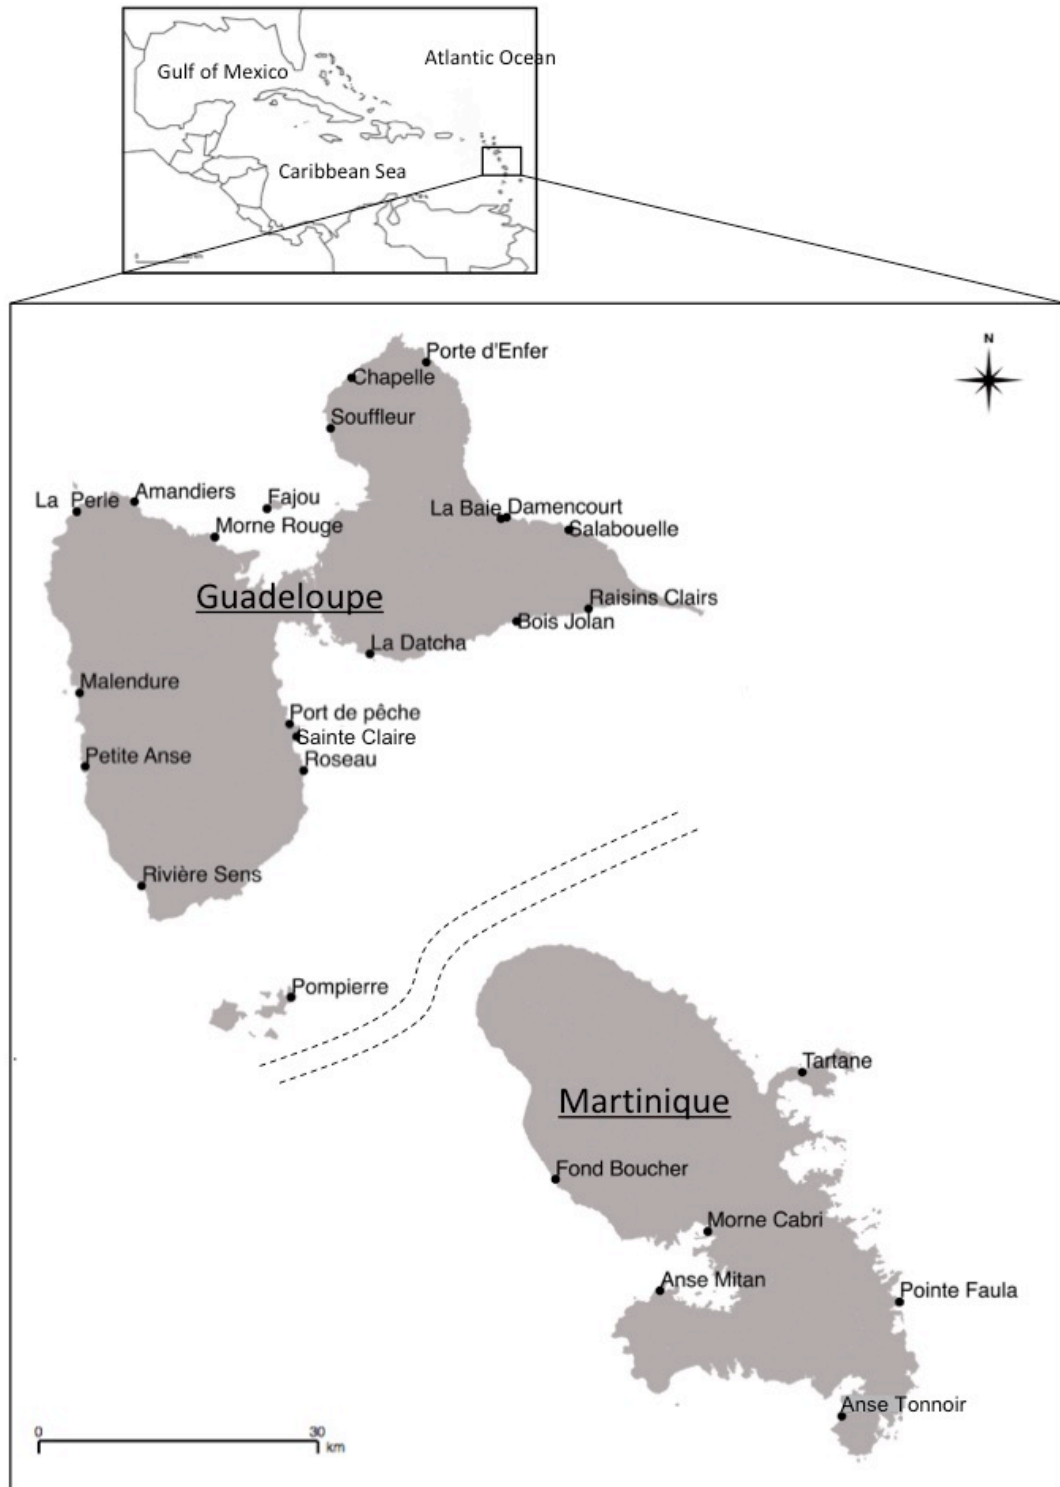 Atlantic Ocean
Gulf of Mexico
Caribbean Sea
N
Porte d'Enfer
Chapelle
Souffleur
La Perle
Amandiers
Fajou
Morne Rouge
La Baie
Damencourt
Salabouelle
Guadeloupe
Raisins Clairs
Bois Jolan
La Datcha
Malendure
Port de pêche
Sainte Claire
Petite Anse
Roseau
Rivière Sens
Pompierre
Tartane
Martinique
Fond Boucher
Morne Cabri
Anse Mitan
Pointe Faula
Anse Tonnoir
0
30
km